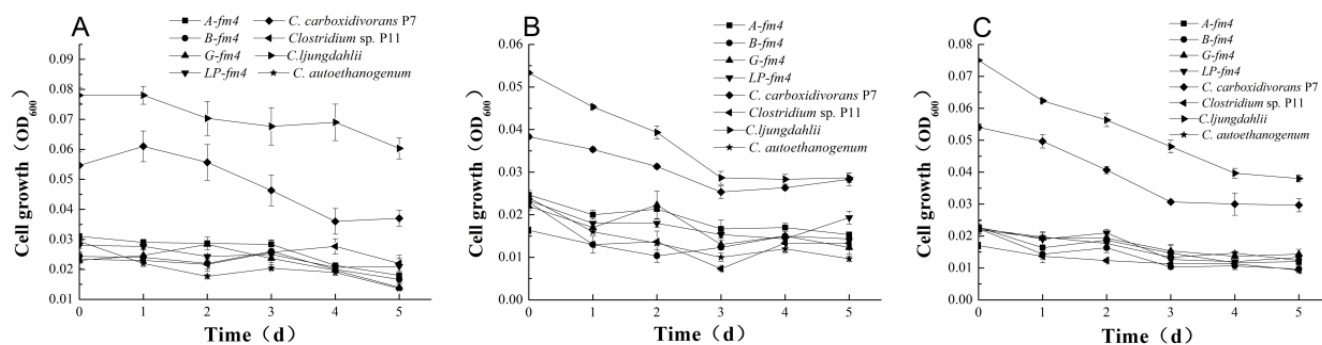 A
A-fm4
B-fm4
G-fm4
LP-fm4
C. carboxidivorans P7
Clostridium sp. P11
C.ljungdahlii
C. autoethanogenum
Cell growth (OD600)
0.09
0.08
0.07
0.06
0.05
0.04
0.03
0.02
0.01
0 1 2 3 4 5
Time（d）
B
A-fm4
B-fm4
G-fm4
LP-fm4
C. carboxidivorans P7
Clostridium sp. P11
C.ljungdahlii
C. autoethanogenum
Cell growth (OD600)
0.06
0.05
0.04
0.03
0.02
0.01
0.00
0 1 2 3 4 5
Time（d）
C
A-fm4
B-fm4
G-fm4
LP-fm4
C. carboxidivorans P7
Clostridium sp. P11
C.ljungdahlii
C. autoethanogenum
Cell growth (OD600)
0.08
0.07
0.06
0.05
0.04
0.03
0.02
0.01
0.00
0 1 2 3 4 5
Time（d）